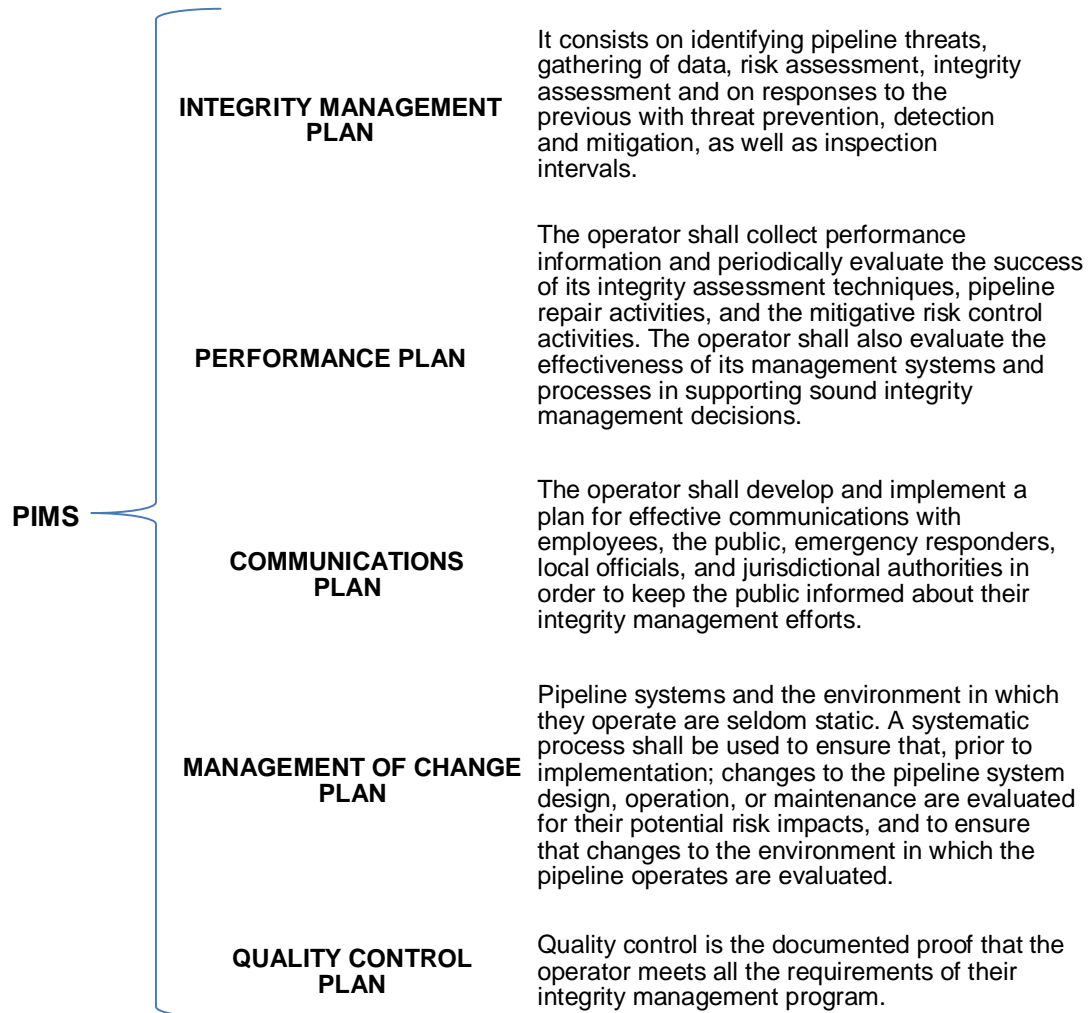 PIMS
INTEGRITY MANAGEMENT
PLAN
It consists on identifying pipeline threats,
gathering of data, risk assessment, integrity
assessment and on responses to the
previous with threat prevention, detection
and mitigation, as well as inspection
intervals.
PERFORMANCE PLAN
The operator shall collect performance
information and periodically evaluate the success
of its integrity assessment techniques, pipeline
repair activities, and the mitigative risk control
activities. The operator shall also evaluate the
effectiveness of its management systems and
processes in supporting sound integrity
management decisions.
COMMUNICATIONS
PLAN
The operator shall develop and implement a
plan for effective communications with
employees, the public, emergency responders,
local officials, and jurisdictional authorities in
order to keep the public informed about their
integrity management efforts.
MANAGEMENT OF CHANGE
PLAN
Pipeline systems and the environment in which
they operate are seldom static. A systematic
process shall be used to ensure that, prior to
implementation; changes to the pipeline system
design, operation, or maintenance are evaluated
for their potential risk impacts, and to ensure
that changes to the environment in which the
pipeline operates are evaluated.
QUALITY CONTROL
PLAN
Quality control is the documented proof that the
operator meets all the requirements of their
integrity management program.